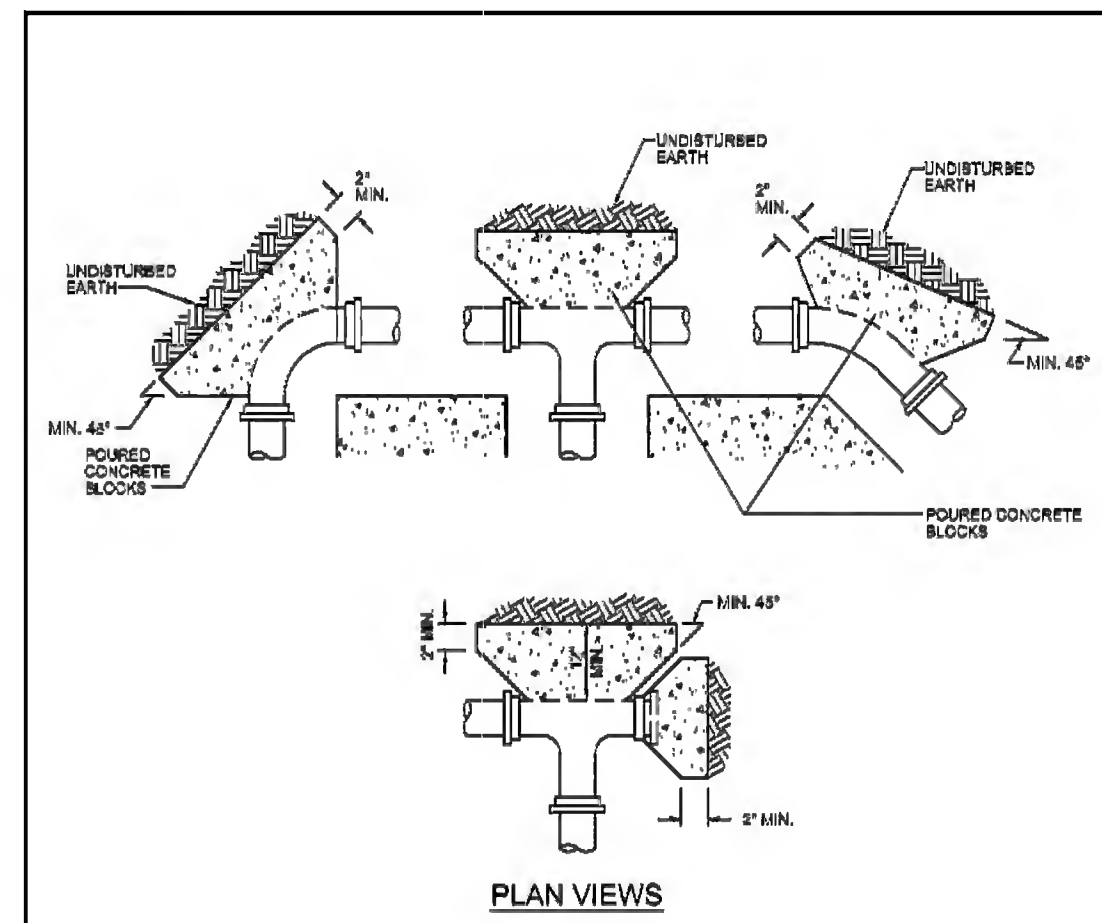 UNDISTURBED
EARTH
2"
MIN.
UNDISTURBED
EARTH
MIN. 45°
POURED
CONCRETE
BLOCKS
UNDISTURBED
EARTH
2"
MIN.
MIN. 45°
POURED CONCRETE
BLOCKS
2" MIN.
12"
MIN.
MIN. 45°
2" MIN.
PLAN VIEWS